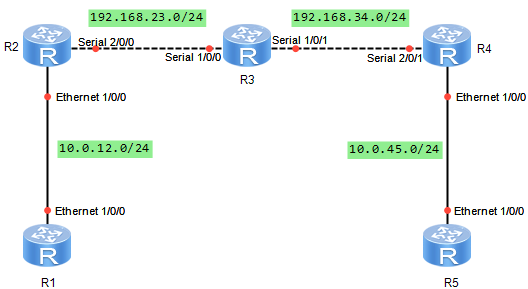 192.168.23.0/24
192.168.34.0/24
R2
R
Serial 2/0/0
Serial 1/0/0
R
R3
Serial 1/0/1
Serial 2/0/1
R
R4
Ethernet 1/0/0
Ethernet 1/0/0
10.0.12.0/24
10.0.45.0/24
Ethernet 1/0/0
Ethernet 1/0/0
R
R
R1
R5